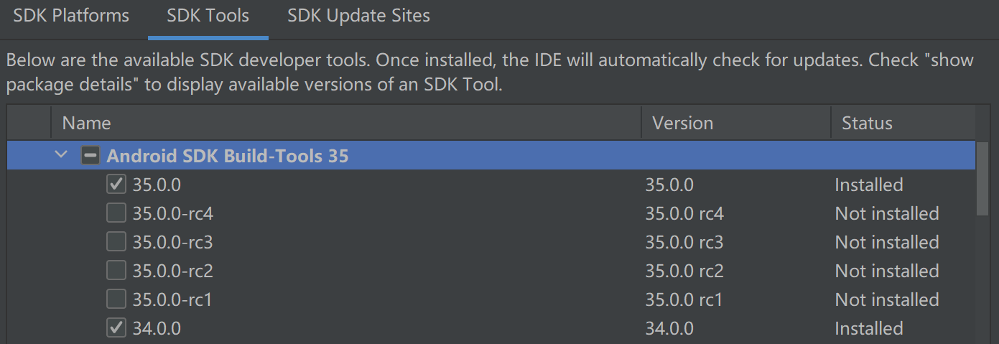 SDK Platforms SDK Tools SDK Update Sites
Below are the available SDK developer tools. Once installed, the IDE will automatically check for updates. Check "show
package details" to display available versions of an SDK Tool.
Name Version Status
Android SDK Build-Tools 35
35.0.0 35.0.0 Installed
35.0.0-rc4 35.0.0 rc4 Not installed
35.0.0-rc3 35.0.0 rc3 Not installed
35.0.0-rc2 35.0.0 rc2 Not installed
35.0.0-rc1 35.0.0 rc1 Not installed
34.0.0 34.0.0 Installed